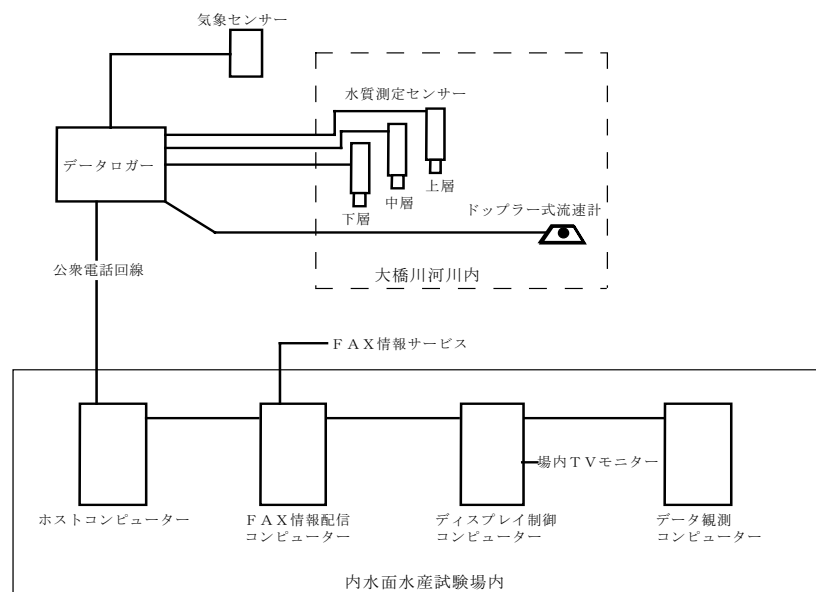 気象センサー
水質測定センサー
データロガー
上層
中層
下層
ドップラー式流速計
公衆電話回線
大橋川河川内
ＦＡＸ情報サービス
場内ＴＶモニター
ホストコンピューター
ＦＡＸ情報配信
コンピューター
ディスプレイ制御
コンピューター
データ観測
コンピューター
内水面水産試験場内